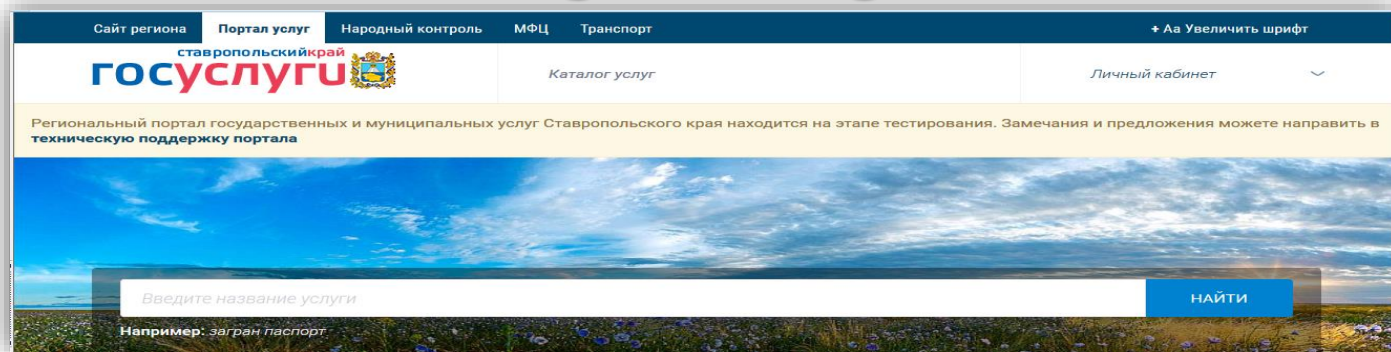 Сайт региона Портал услуг Народный контроль МФЦ Транспорт + Aa Увеличить шрифт
ставропольскийкрай
госуслуги
Каталог услуг Личный кабинет
Региональный портал государственных и муниципальных услуг Ставропольского края находится на этапе тестирования. Замечания и предложения можете направить в
техническую поддержку портала
Введите название услуги НАЙТИ
Например: загран паспорт